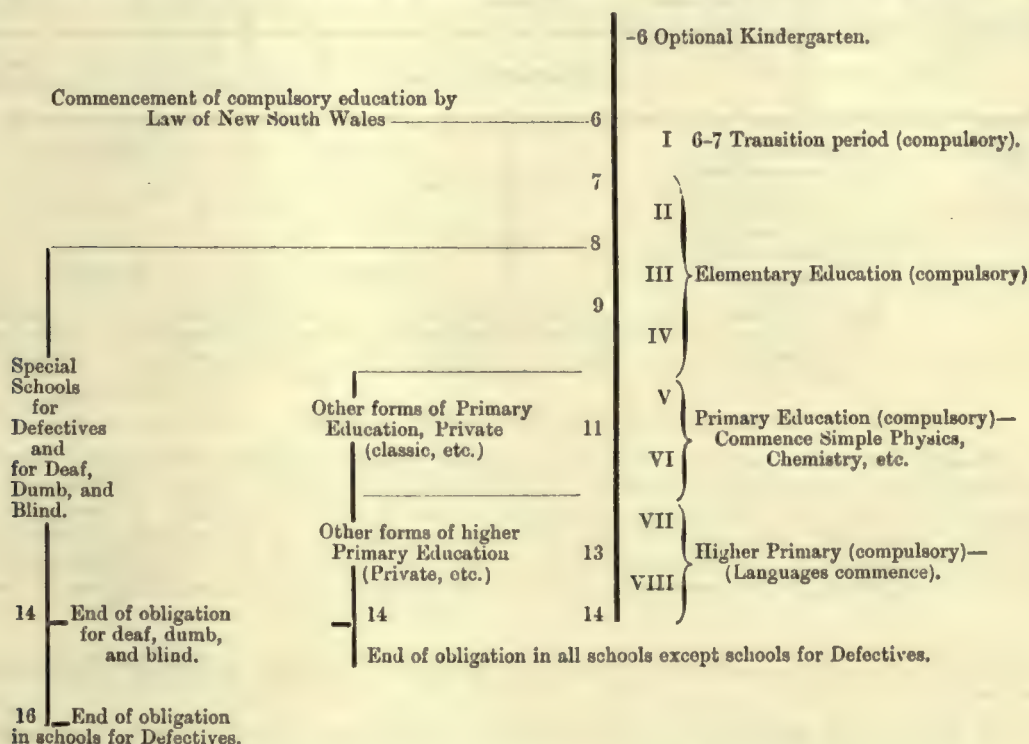 -6 Optional Kindergarten.
Commencement of compulsory education by
Law of New South Wales
6
I 6-7 Transition period (compulsory).
7
II
8
III
Elementary Education (compulsory)
9
IV
Special
Schools
for
Defectives
and
for Deaf,
Dumb, and
Blind.
Other forms of Primary
Education, Private
(classic, etc.)
11
V
VI
Primary Education (compulsory)—
Commence Simple Physics,
Chemistry, etc.
Other forms of higher
Primary Education
(Private, etc.)
13
VII
VIII
Higher Primary (compulsory)—
(Languages commence).
14 End of obligation
for deaf, dumb,
and blind.
14
14
End of obligation in all schools except schools for Defectives.
16 End of obligation
in schools for Defectives.